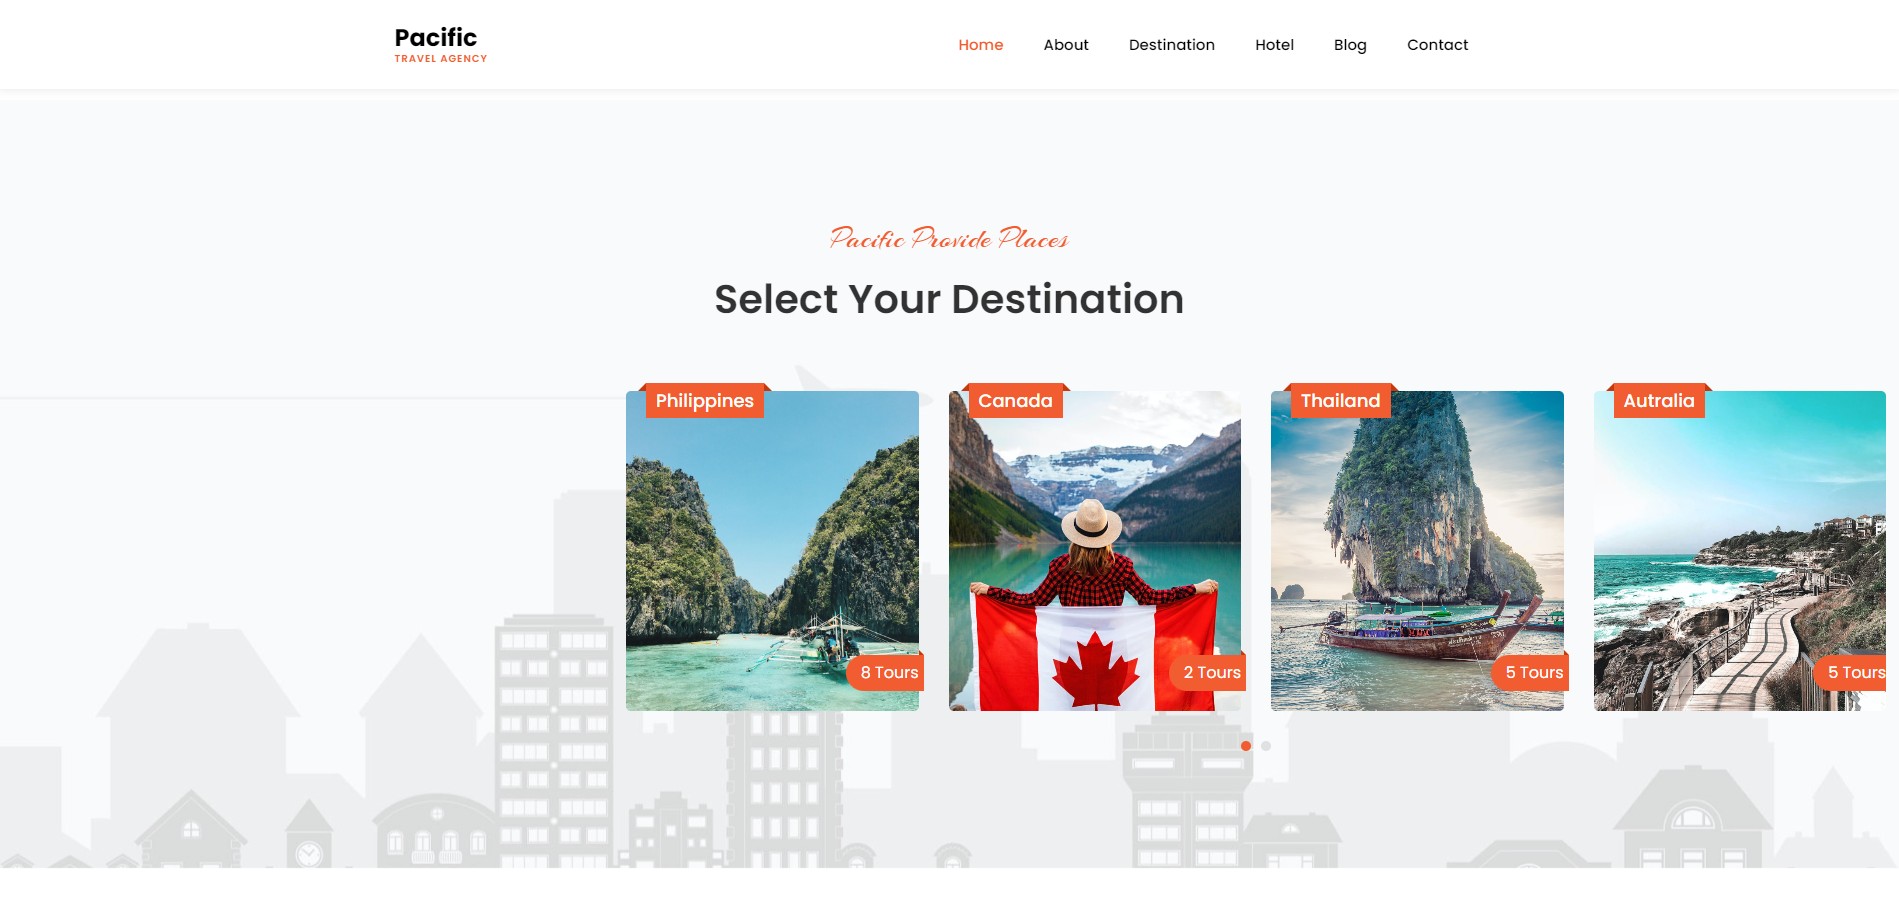 Pacific
TRAVEL AGENCY
Home About Destination Hotel Blog Contact
Pacific Provide Places
Select Your Destination
Philippines
8 Tours
Canada
2 Tours
Thailand
5 Tours
Autralia
5 Tours